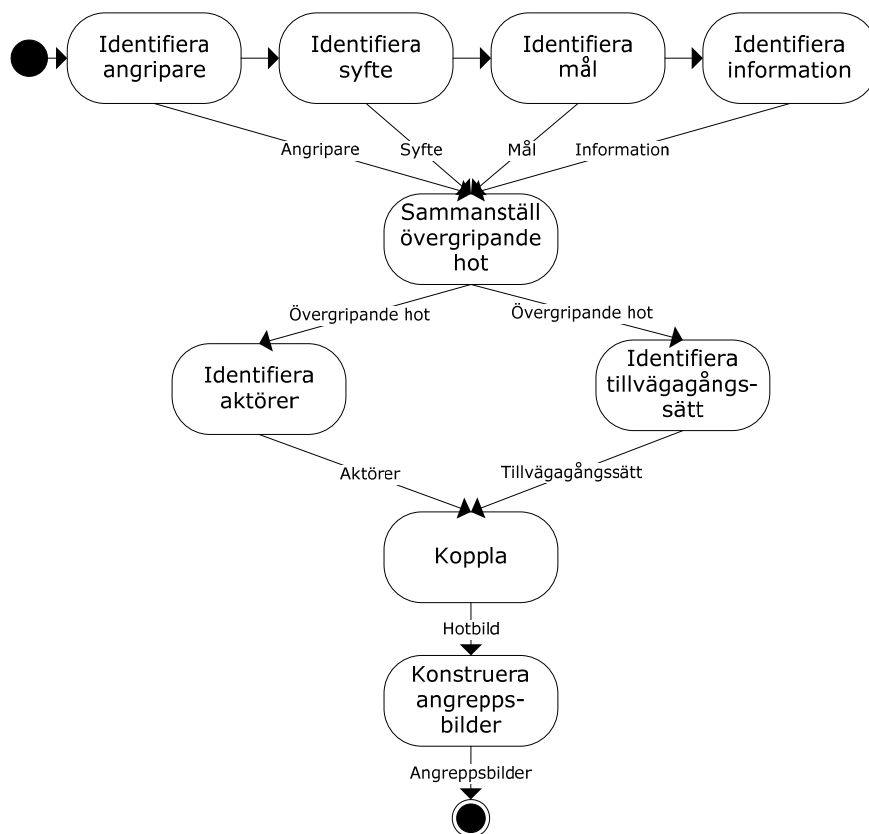 Identifiera
angripare
Identifiera
syfte
Identifiera
mål
Identifiera
information
Angripare
Syfte
Mål
Information
Sammanställ
övergripande
hot
Övergripande hot
Övergripande hot
Identifiera
aktörer
Identifiera
tillvägagångs-
sätt
Aktörer
Tillvägagångssätt
Koppla
Hotbild
Konstruera
angrepps-
bilder
Angreppsbilder